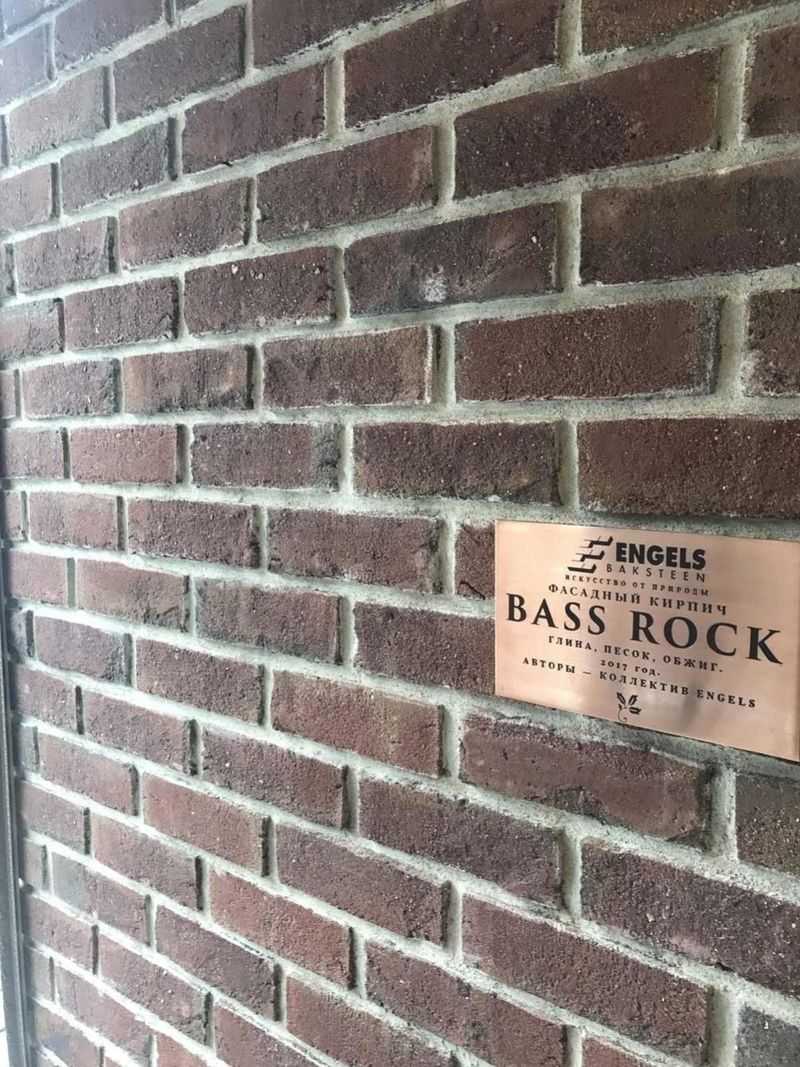 ENGELS
BAKSTEEN
ИСКУССТВО ОТ ПРИРОДЫ
ФАСАДНЫЙ КИРПИЧ
BASS ROCK
ГЛИНА, ПЕСОК, ОБЖИГ.
2017 ГОД.
АВТОРЫ — КОЛЛЕКТИВ ENGELS